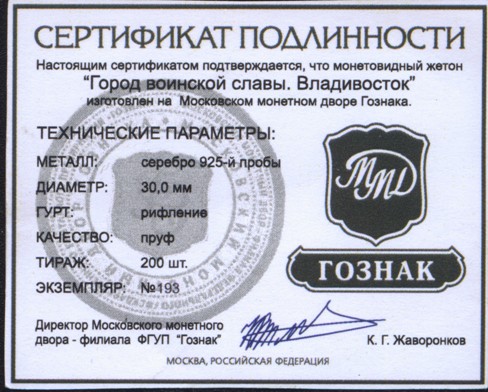 СЕРТИФИКАТ ПОДЛИННОСТИ
Настоящим сертификатом подтверждается, что монетовидный жетон
"Город воинской славы. Владивосток"
изготовлен на Московском монетном дворе Гознака.
ТЕХНИЧЕСКИЕ ПАРАМЕТРЫ:
МЕТАЛЛ: серебро 925-й пробы
ДИАМЕТР: 30,0 мм
ГУРТ: рифление
КАЧЕСТВО: пруф
ТИРАЖ: 200 шт.
ЭКЗЕМПЛЯР: №193
ММД
ГОЗНАК
Директор Московского монетного
двора - филиала ФГУП "Гознак" К. Г. Жаворонков
МОСКВА, РОССИЙСКАЯ ФЕДЕРАЦИЯ